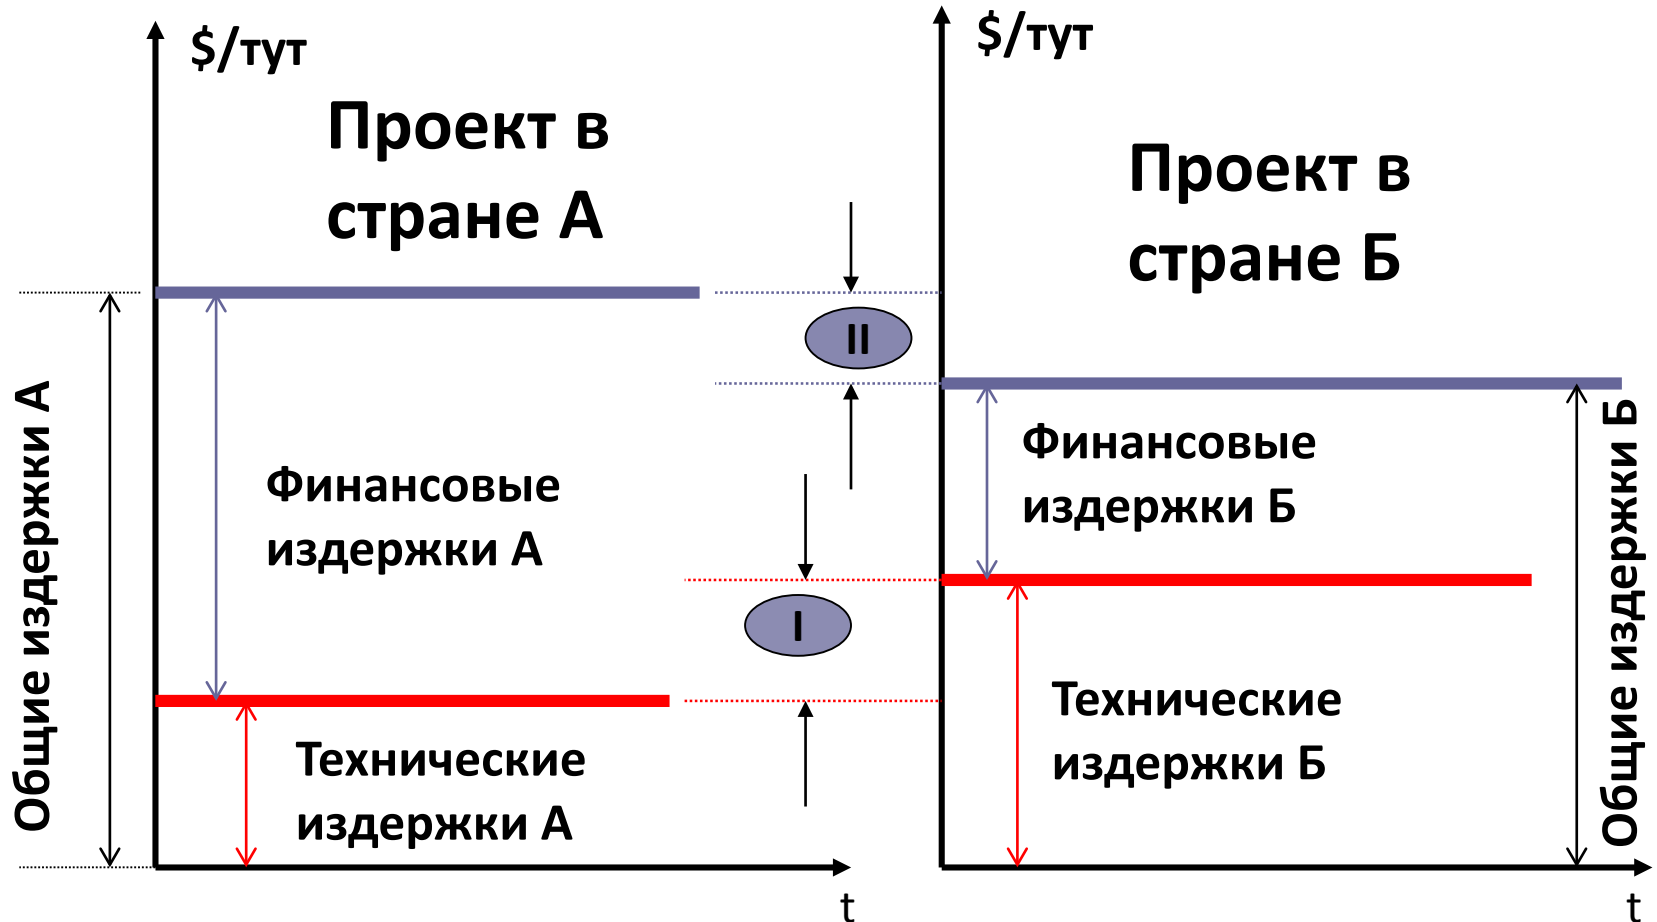 $/тут
Проект в
стране А
Общие издержки А
Финансовые
издержки А
Технические
издержки А
t
II
I
$/тут
Проект в
стране Б
Финансовые
издержки Б
Технические
издержки Б
Общие издержки Б
t